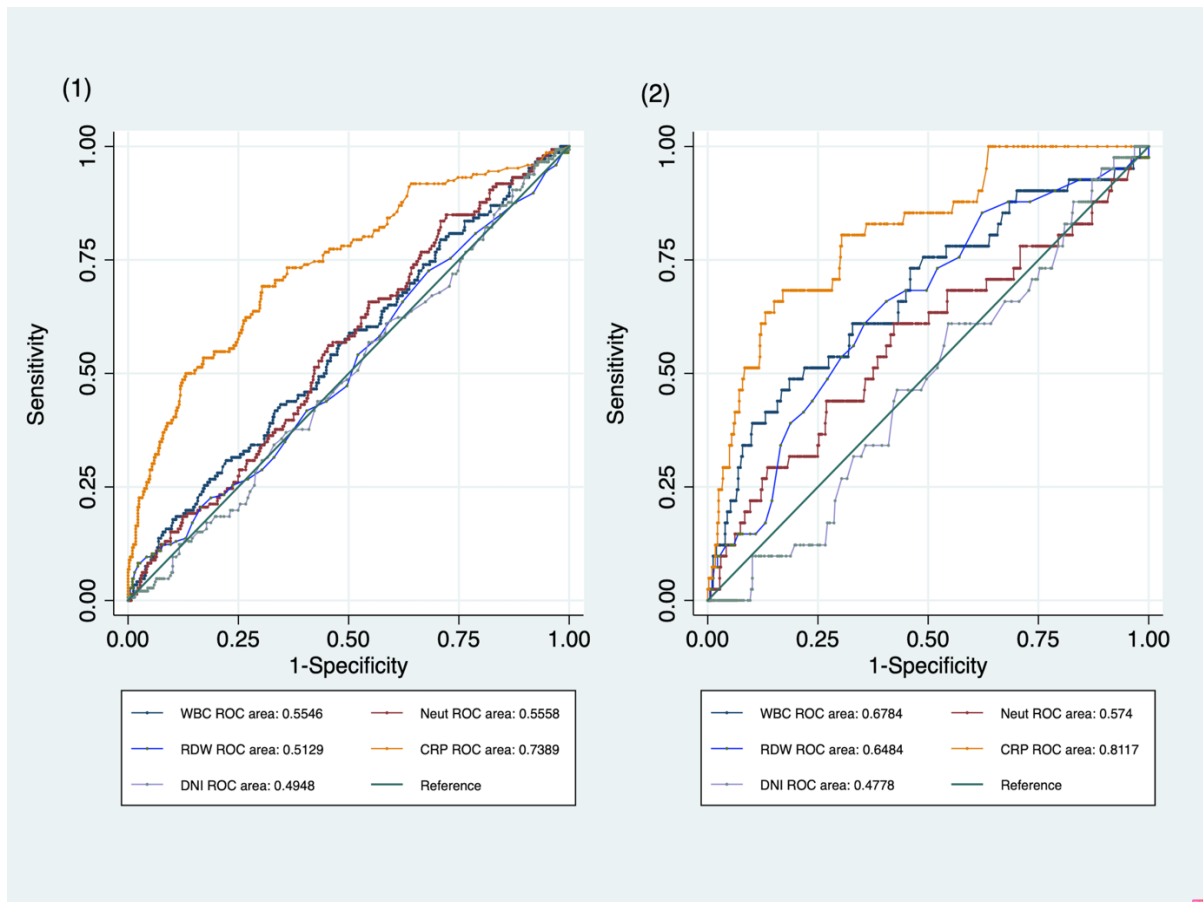 (1)
Sensitivity
1.00
0.75
0.50
0.25
0.00
0.00 0.25 0.50 0.75 1.00
1-Specificity
WBC ROC area: 0.5546 Neut ROC area: 0.5558
RDW ROC area: 0.5129 CRP ROC area: 0.7389
DNI ROC area: 0.4948 Reference
(2)
Sensitivity
1.00
0.75
0.50
0.25
0.00
0.00 0.25 0.50 0.75 1.00
1-Specificity
WBC ROC area: 0.6784 Neut ROC area: 0.574
RDW ROC area: 0.6484 CRP ROC area: 0.8117
DNI ROC area: 0.4778 Reference